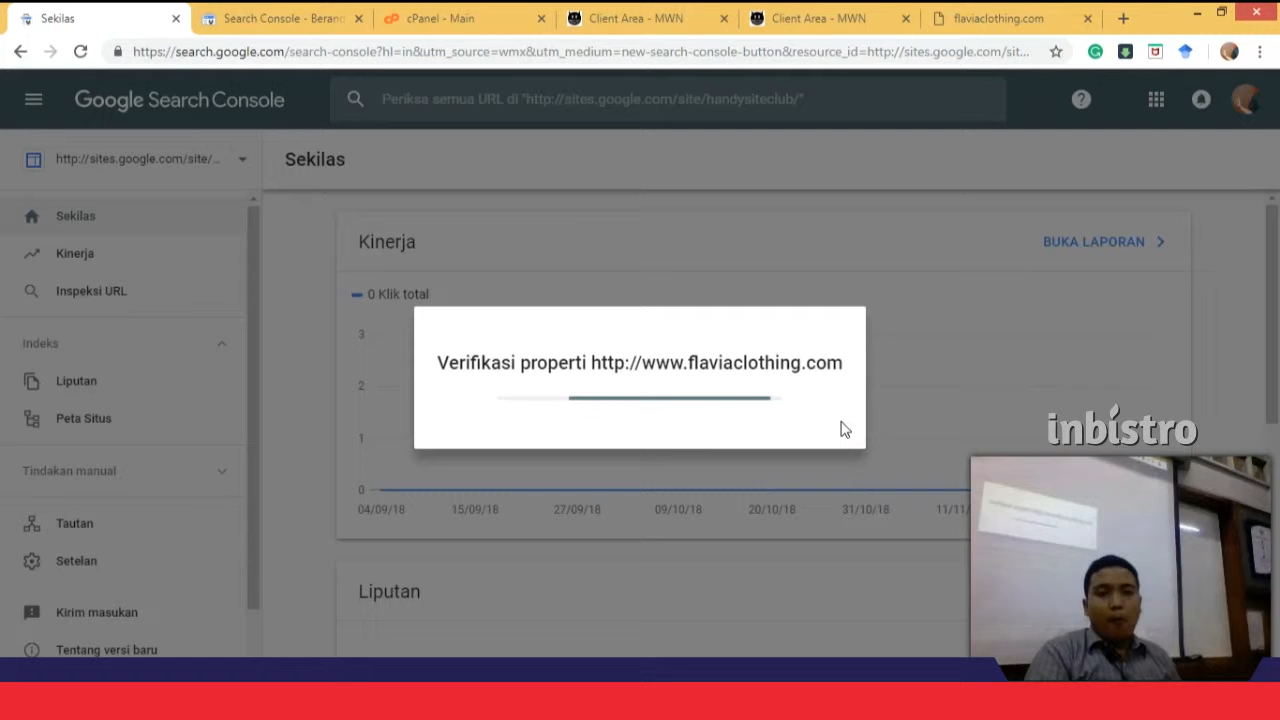 Sekilas
Search Console - Beran
cPanel - Main
Client Area - MWN
Client Area - MWN
flaviaclothing.com
https://search.google.com/search-console?hl=in&utm_source=wmx&utm_medium=new-search-console-button&resource_id=http://sites.google.com/sit...
Google Search Console
Periksa semua URL di "http://sites.google.com/site/handysiteclub/"
http://sites.google.com/site/...
Sekilas
Sekilas
Kinerja
Inspeksi URL
Indeks
Liputan
Peta Situs
Tindakan manual
Tautan
Setelan
Kirim masukan
Tentang versi baru
Kinerja
BUKA LAPORAN
0 Klik total
3
2
1
0
04/09/18
15/09/18
27/09/18
09/10/18
20/10/18
31/10/18
11/11/
Verifikasi properti http://www.flaviaclothing.com
Liputan
inbistro